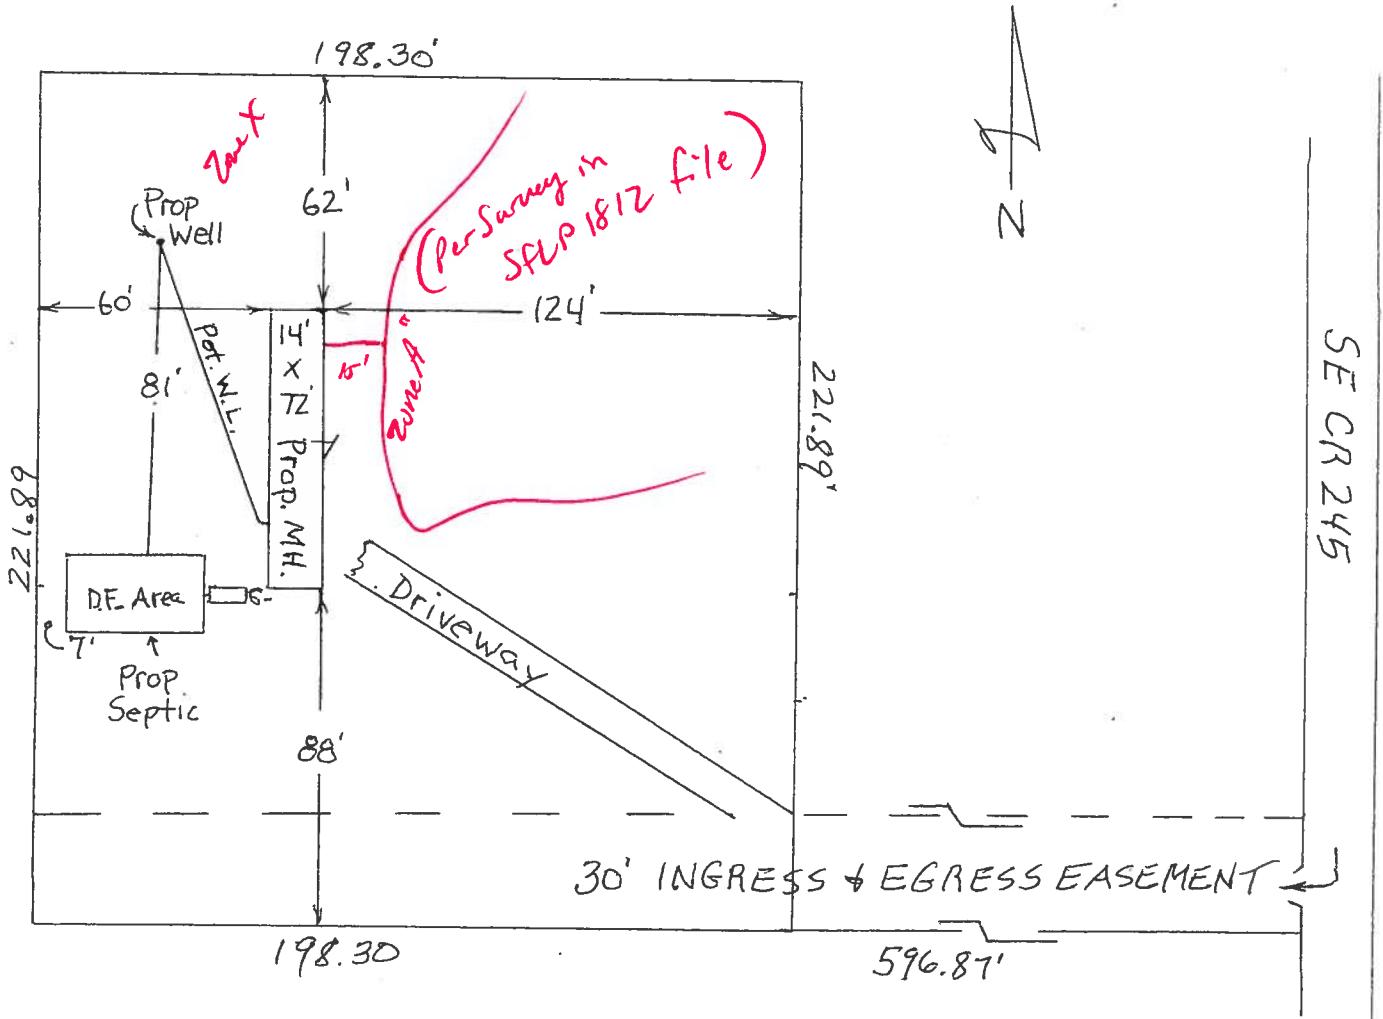 198.30'
Zone X
(Per Survey in
SFLP 1812 file)
62'
Prop
Well
N
60'
124'
14'
x
72'
Prop. MH.
15'
Zone A
Pot. W.L.
81'
221.89
221.89'
SE CR 245
D.F. Area
7'
Prop.
Septic
Driveway
88'
30' INGRESS & EGRESS EASEMENT
198.30
596.87'